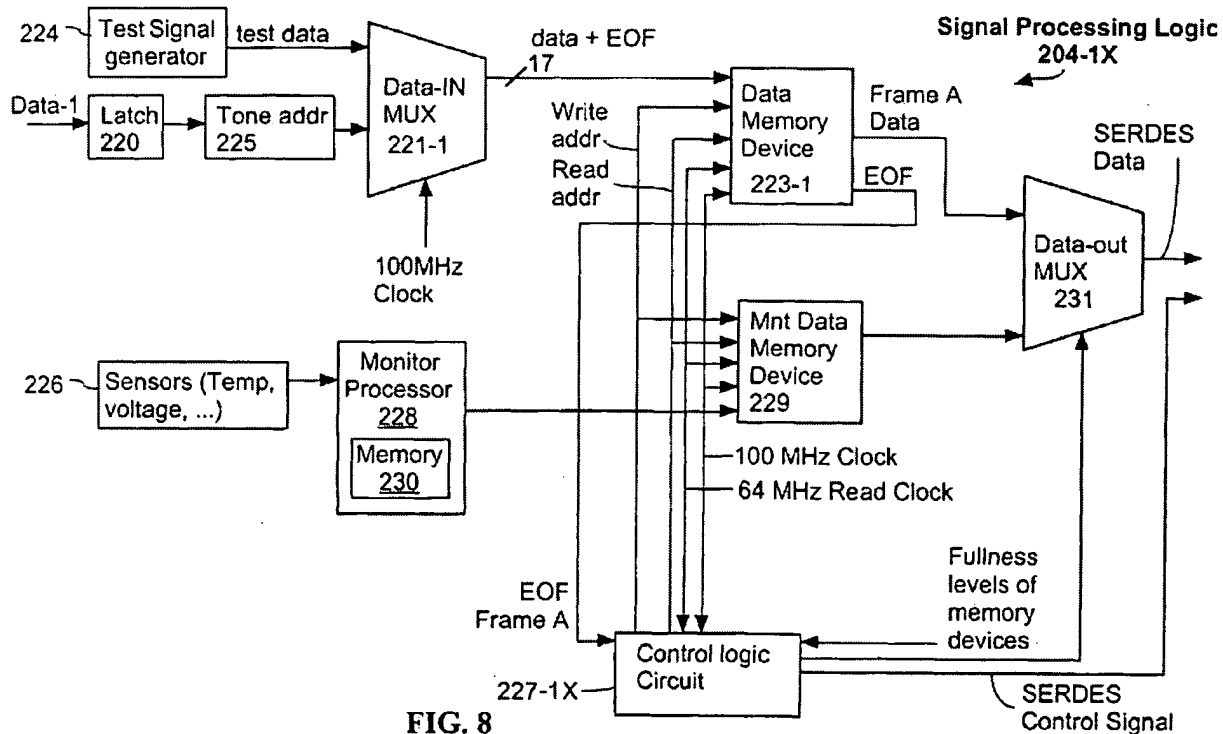 224
Test Signal
generator
test data
Data-1
Latch
220
Tone addr
225
Data-IN
MUX
221-1
data + EOF
17
100MHz
Clock
Write
addr
Read
addr
Data
Memory
Device
223-1
Frame A
Data
EOF
Signal Processing Logic
204-1X
SERDES
Data
Data-out
MUX
231
226
Sensors (Temp,
voltage, ...)
Monitor
Processor
228
Memory
230
Mnt Data
Memory
Device
229
100 MHz Clock
64 MHz Read Clock
EOF
Frame A
Fullness
levels of
memory
devices
227-1X
Control logic
Circuit
SERDES
Control Signal
FIG. 8